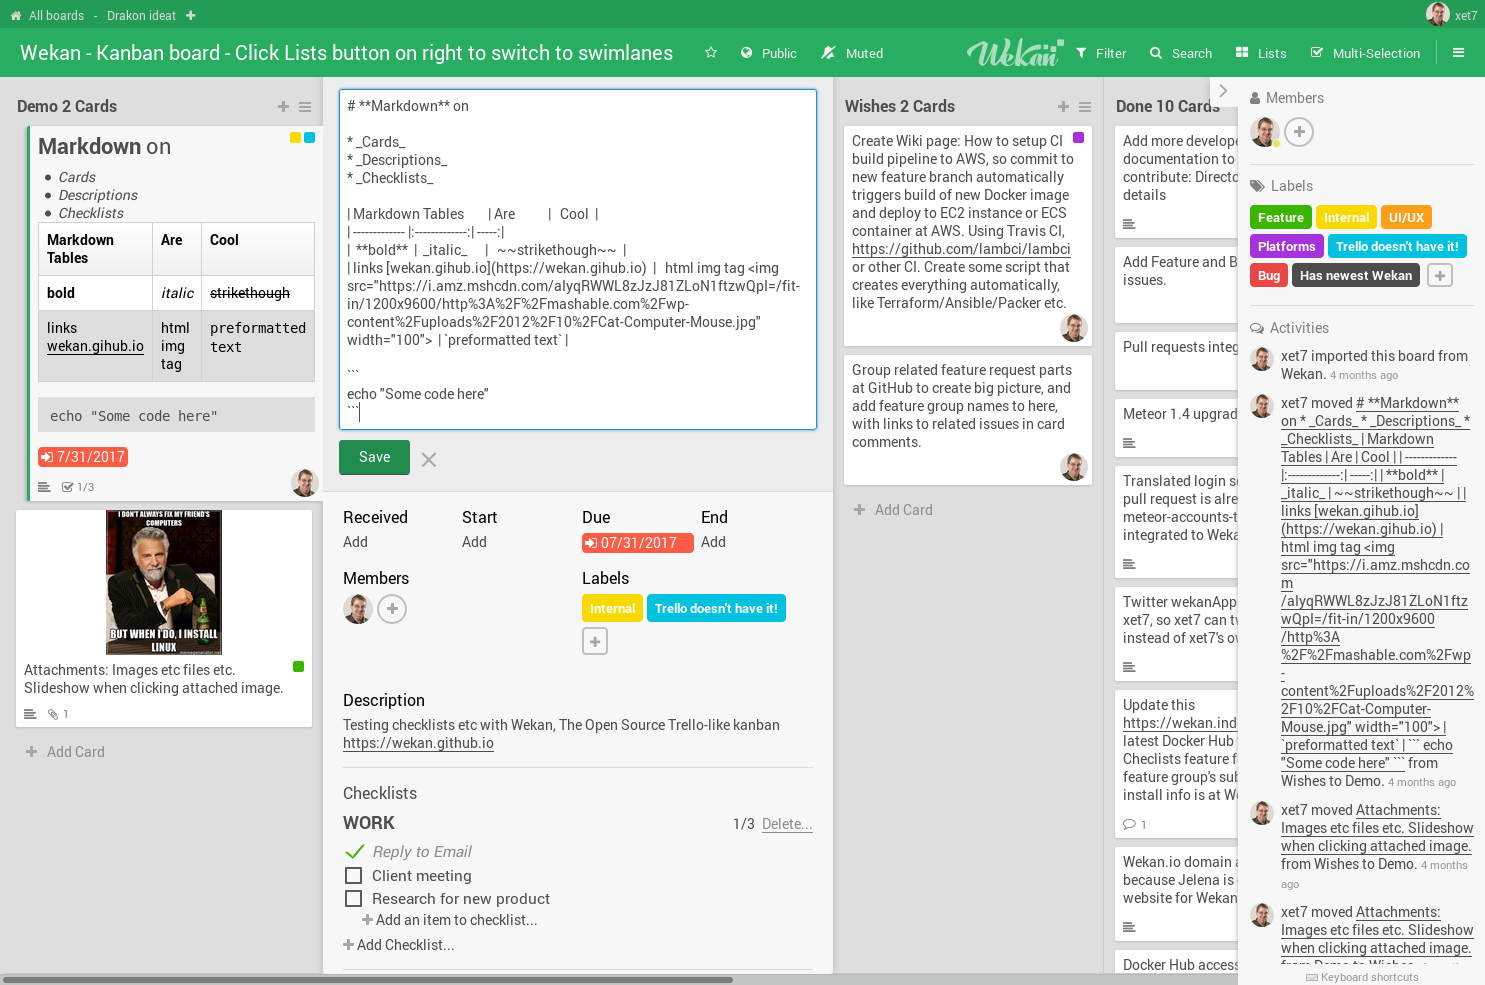 All boards - Drakon ideat
xet7
Wekan - Kanban board - Click Lists button on right to switch to swimlanes
Public
Muted
Wekan
Filter
Search
Lists
Multi-Selection
Demo 2 Cards
Markdown on
• Cards
• Descriptions
• Checklists
Markdown Tables Are Cool
bold italic strikethough
links wekan.gihub.io html img tag preformatted text
echo "Some code here"
7/31/2017
1/3
I DON'T ALWAYS FIX MY FRIEND'S
COMPUTERS
BUT WHEN I DO, I INSTALL
LINUX
memegenerator.net
Attachments: Images etc files etc.
Slideshow when clicking attached image.
1
Add Card
# **Markdown** on
* _Cards_
* _Descriptions_
* _Checklists_
| Markdown Tables | Are | Cool |
| ------------- |:-------------:| -----:|
| **bold** | _italic_ | ~~strikethough~~ |
| links [wekan.gihub.io](https://wekan.gihub.io) | html img tag <img
src="https://i.amz.mshcdn.com/alyqRWWL8zJzJ81ZLoN1ftzwQpI=/fit-
in/1200x9600/http%3A%2F%2Fmashable.com%2Fwp-
content%2Fuploads%2F2012%2F10%2FCat-Computer-Mouse.jpg"
width="100"> | `preformatted text` |
```
echo "Some code here"
```
Save
Received Start Due End
Add Add 07/31/2017 Add
Members Labels
Internal Trello doesn't have it!
Description
Testing checklists etc with Wekan, The Open Source Trello-like kanban
https://wekan.github.io
Checklists
WORK 1/3 Delete...
Reply to Email
Client meeting
Research for new product
Add an item to checklist...
Add Checklist...
Wishes 2 Cards
Create Wiki page: How to setup CI
build pipeline to AWS, so commit to
new feature branch automatically
triggers build of new Docker image
and deploy to EC2 instance or ECS
container at AWS. Using Travis CI,
https://github.com/lambci/lambci
or other CI. Create some script that
creates everything automatically,
like Terraform/Ansible/Packer etc.
Group related feature request parts
at GitHub to create big picture, and
add feature group names to here,
with links to related issues in card
comments.
Add Card
Done 10 Cards
Add more develope
documentation to
contribute: Directo
details
Add Feature and B
issues.
Pull requests integ
Meteor 1.4 upgrad
Translated login s
pull request is alre
meteor-accounts-t
integrated to Weka
Twitter wekanApp
xet7, so xet7 can tw
instead of xet7's ow
Update this
https://wekan.ind
latest Docker Hub
Checlists feature f
feature group's sub
install info is at We
1
Wekan.io domain a
because Jelena is
website for Wekan
Docker Hub access
Members
Labels
Feature Internal UI/UX
Platforms Trello doesn't have it!
Bug Has newest Wekan
Activities
xet7 imported this board from
Wekan. 4 months ago
xet7 moved # **Markdown**
on * _Cards_ * _Descriptions_ *
_Checklists_ | Markdown
Tables | Are | Cool | | -------------
|:-------------:| -----:| | **bold** |
_italic_ | ~~strikethough~~ | |
links [wekan.gihub.io]
(https://wekan.gihub.io) |
html img tag <img
src="https://i.amz.mshcdn.co
m
/alyqRWWL8zJzJ81ZLoN1ftz
wQpI=/fit-in/1200x9600
/http%3A
%2F%2Fmashable.com%2Fwp
-
content%2Fuploads%2F2012%
2F10%2FCat-Computer-
Mouse.jpg" width="100"> |
`preformatted text` | ``` echo
"Some code here" ``` from
Wishes to Demo. 4 months ago
xet7 moved Attachments:
Images etc files etc. Slideshow
when clicking attached image.
from Wishes to Demo. 4 months
ago
xet7 moved Attachments:
Images etc files etc. Slideshow
when clicking attached image.
from Demo to Wishes.
Keyboard shortcuts